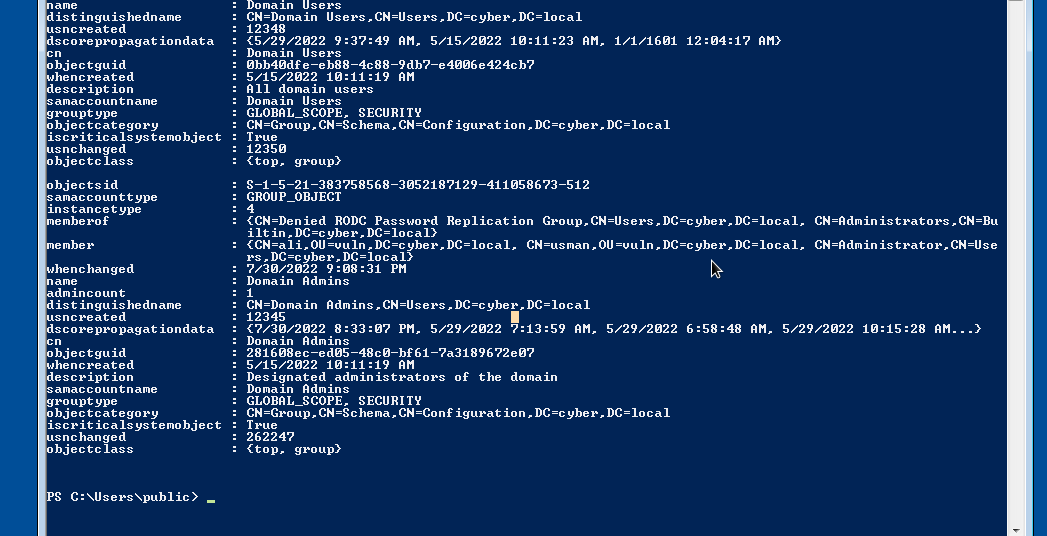 name                   : Domain Users
distinguishedname      : CN=Domain Users,CN=Users,DC=cyber,DC=local
usncreated             : 12348
dscorepropagationdata  : {5/29/2022 9:37:49 AM, 5/15/2022 10:11:23 AM, 1/1/1601 12:04:17 AM}
cn                     : Domain Users
objectguid             : 0bb40dfe-eb88-4c88-9db7-e4006e424cb7
whencreated            : 5/15/2022 10:11:19 AM
description            : All domain users
samaccountname         : Domain Users
grouptype              : GLOBAL_SCOPE, SECURITY
objectcategory         : CN=Group,CN=Schema,CN=Configuration,DC=cyber,DC=local
iscriticalsystemobject : True
usnchanged             : 12350
objectclass            : {top, group}
objectsid              : S-1-5-21-383758568-3052187129-411058673-512
samaccounttype         : GROUP_OBJECT
instancetype           : 4
memberof               : {CN=Denied RODC Password Replication Group,CN=Users,DC=cyber,DC=local, CN=Administrators,CN=Bu
iltin,DC=cyber,DC=local}
member                 : {CN=ali,OU=vuln,DC=cyber,DC=local, CN=usman,OU=vuln,DC=cyber,DC=local, CN=Administrator,CN=Use
rs,DC=cyber,DC=local}
whenchanged            : 7/30/2022 9:08:31 PM
name                   : Domain Admins
admincount             : 1
distinguishedname      : CN=Domain Admins,CN=Users,DC=cyber,DC=local
usncreated             : 12345
dscorepropagationdata  : {7/30/2022 8:33:07 PM, 5/29/2022 7:13:59 AM, 5/29/2022 6:58:48 AM, 5/29/2022 10:15:28 AM...}
cn                     : Domain Admins
objectguid             : 281608ec-ed05-48c0-bf61-7a3189672e07
whencreated            : 5/15/2022 10:11:19 AM
description            : Designated administrators of the domain
samaccountname         : Domain Admins
grouptype              : GLOBAL_SCOPE, SECURITY
objectcategory         : CN=Group,CN=Schema,CN=Configuration,DC=cyber,DC=local
iscriticalsystemobject : True
usnchanged             : 262247
objectclass            : {top, group}
PS C:\Users\public> _